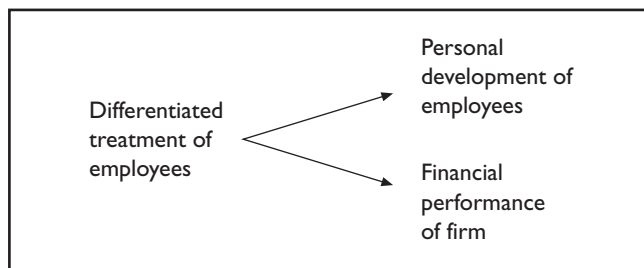 Differentiated
treatment of
employees
Personal
development of
employees
Financial
performance
of firm